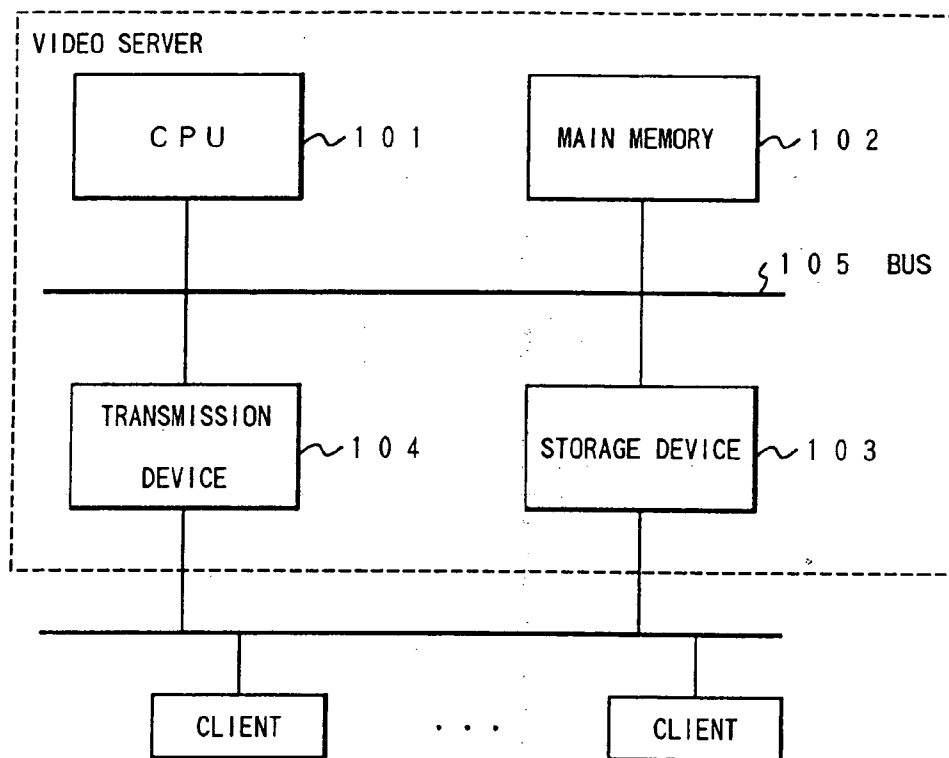 VIDEO SERVER
CPU
101
MAIN MEMORY
102
105 BUS
TRANSMISSION
DEVICE
104
STORAGE DEVICE
103
CLIENT
...
CLIENT